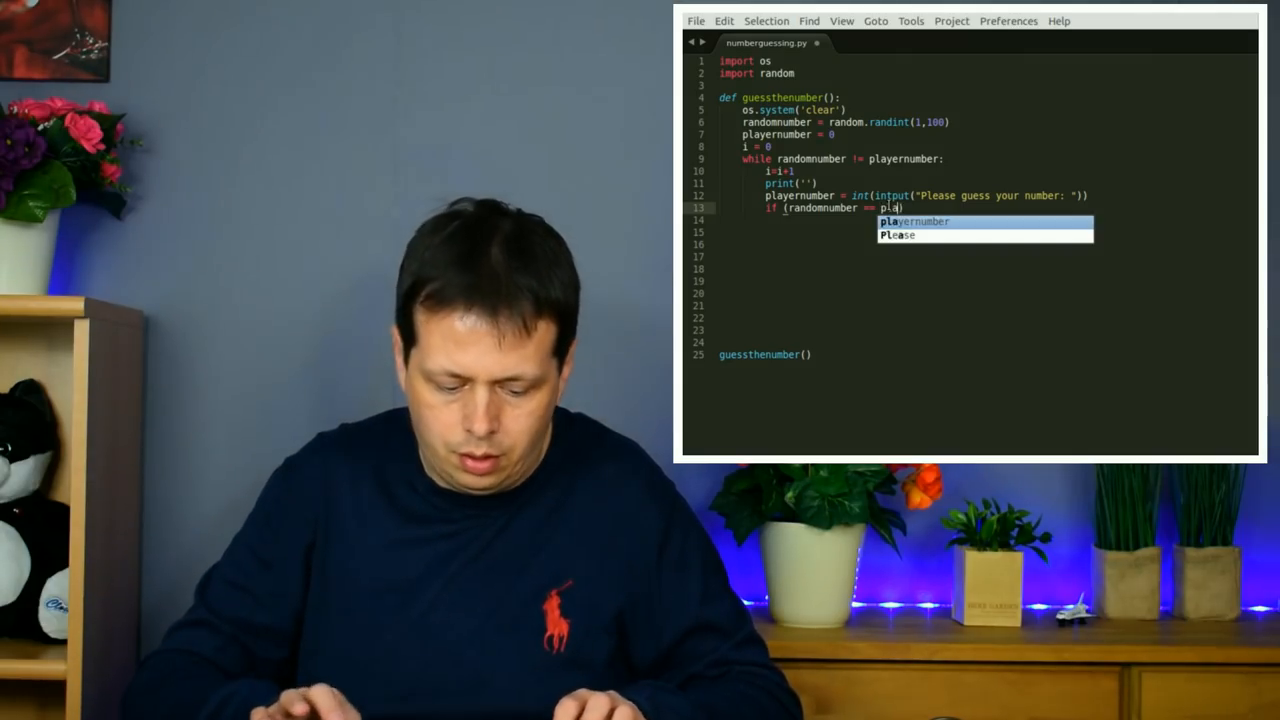 File Edit Selection Find View Goto Tools Project Preferences Help
numberguessing.py
1 import os
2 import random
3
4 def guessthenumber():
5 os.system('clear')
6 randomnumber = random.randint(1,100)
7 playernumber = 0
8 i = 0
9 while randomnumber != playernumber:
10 i=i+1
11 print('')
12 playernumber = int(intput("Please guess your number: "))
13 if (randomnumber == pla)
playernumber
Please
14
15
16
17
18
19
20
21
22
23
24
25 guessthenumber()